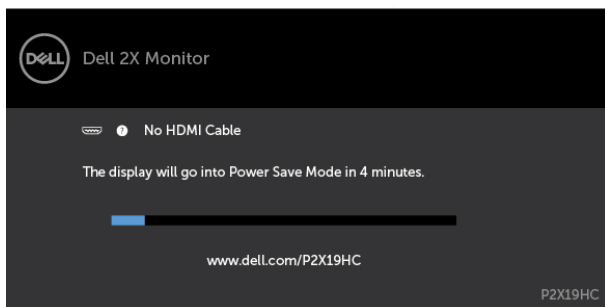 DELL
Dell 2X Monitor
? No HDMI Cable
The display will go into Power Save Mode in 4 minutes.
www.dell.com/P2X19HC
P2X19HC